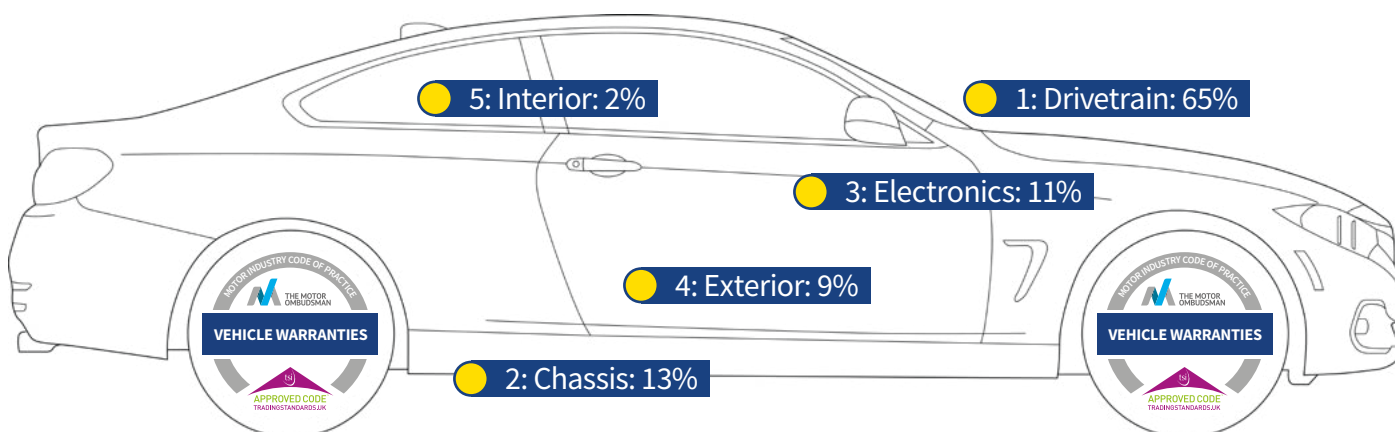 5: Interior: 2%
1: Drivetrain: 65%
3: Electronics: 11%
4: Exterior: 9%
2: Chassis: 13%
MOTOR INDUSTRY CODE OF PRACTICE
THE MOTOR
OMBUDSMAN
VEHICLE WARRANTIES
tsi
APPROVED CODE
TRADINGSTANDARDS.UK
MOTOR INDUSTRY CODE OF PRACTICE
THE MOTOR
OMBUDSMAN
VEHICLE WARRANTIES
tsi
APPROVED CODE
TRADINGSTANDARDS.UK